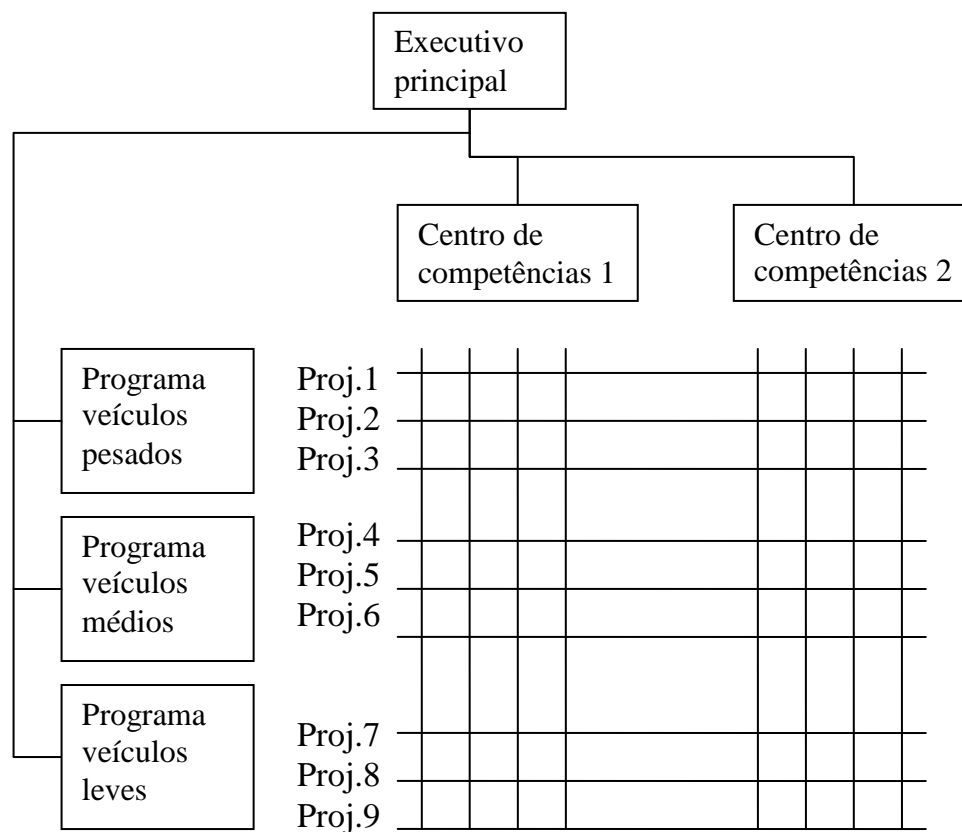 Executivo
principal
Centro de
competências 1
Centro de
competências 2
Programa
veículos
pesados
Proj.1
Proj.2
Proj.3
Programa
veículos
médios
Proj.4
Proj.5
Proj.6
Programa
veículos
leves
Proj.7
Proj.8
Proj.9